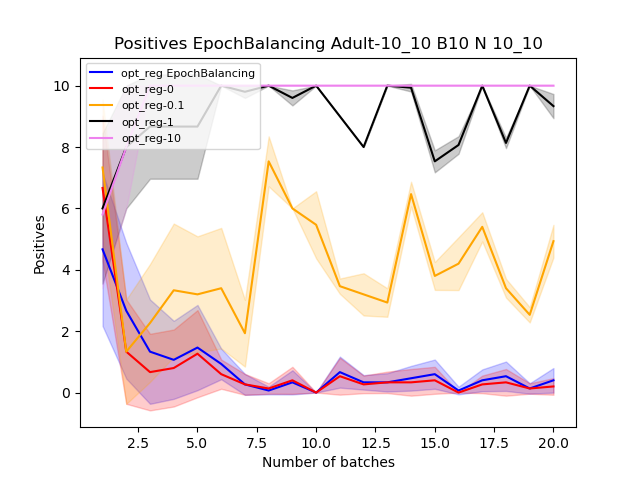 Positives EpochBalancing Adult-10_10 B10 N 10_10
opt_reg EpochBalancing
opt_reg-0
opt_reg-0.1
opt_reg-1
opt_reg-10
Positives
10
8
6
4
2
0
2.5 5.0 7.5 10.0 12.5 15.0 17.5 20.0
Number of batches